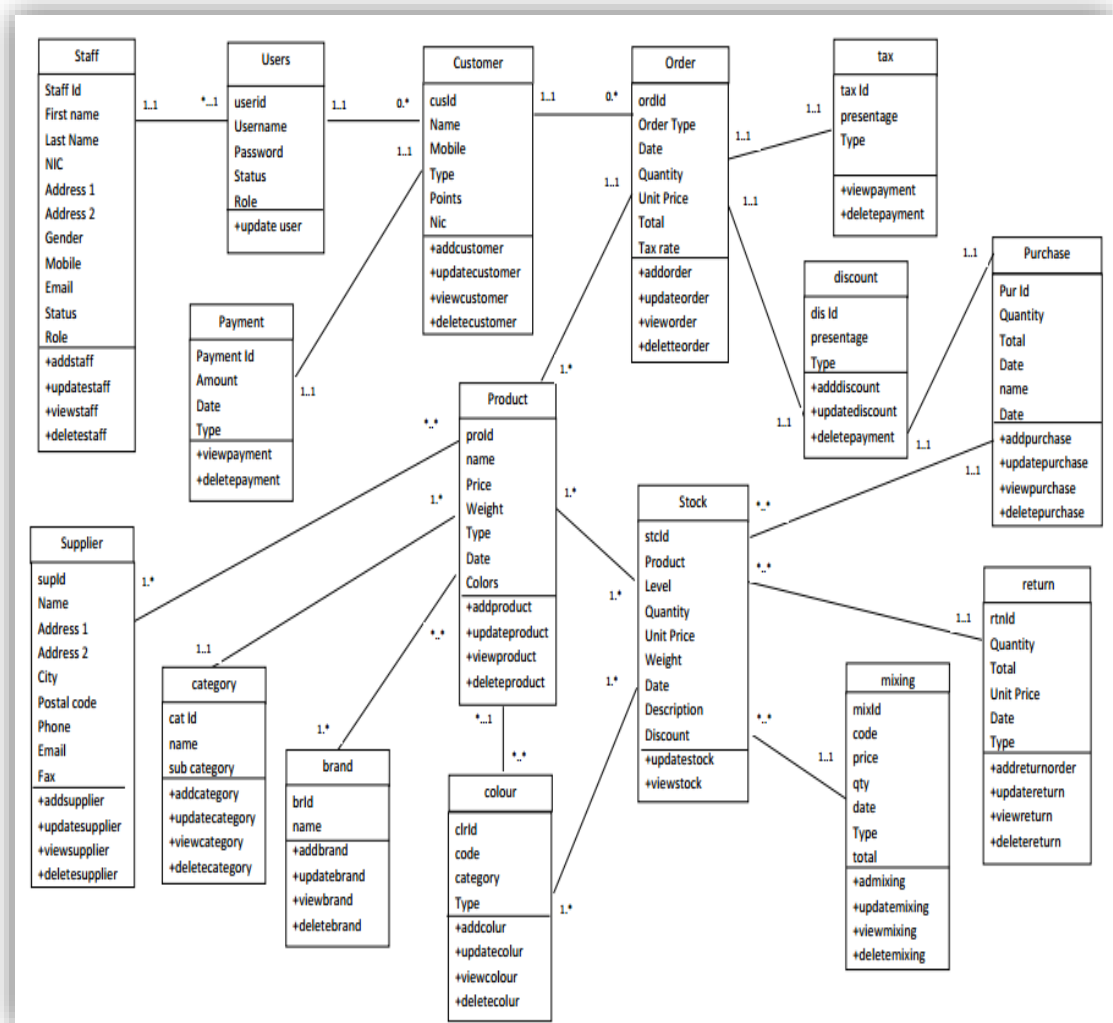 Staff
Staff Id
First name
Last Name
NIC
Address 1
Address 2
Gender
Mobile
Email
Status
Role
+addstaff
+updatestaff
+viewstaff
+deletestaff
1..1
*...1
Users
userid
Username
Password
Status
Role
+update user
1..1
0.*
Customer
cusId
Name
Mobile
Type
Points
Nic
+addcustomer
+updatecustomer
+viewcustomer
+deletecustomer
1..1
1..1
0.*
Order
ordId
Order Type
Date
Quantity
Unit Price
Total
Tax rate
+addorder
+updateorder
+vieworder
+deletteorder
1..1
1..1
1..1
1..1
tax
tax Id
presentage
Type
+viewpayment
+deletepayment
discount
dis Id
presentage
Type
+adddiscount
+updatediscount
+deletepayment
1..1
1..1
1..1
Purchase
Pur Id
Quantity
Total
Date
name
Date
+addpurchase
+updatepurchase
+viewpurchase
+deletepurchase
1..1
Payment
Payment Id
Amount
Date
Type
+viewpayment
+deletepayment
1..1
Product
proId
name
Price
Weight
Type
Date
Colors
+addproduct
+updateproduct
+viewproduct
+deleteproduct
1.*
*..*
1.*
1.*
*..*
*...1
Stock
stcId
Product
Level
Quantity
Unit Price
Weight
Date
Description
Discount
+updatestock
+viewstock
*..*
*..*
1.*
1.*
*..*
Supplier
supId
Name
Address 1
Address 2
City
Postal code
Phone
Email
Fax
+addsupplier
+updatesupplier
+viewsupplier
+deletesupplier
1.*
1..1
category
cat Id
name
sub category
+addcategory
+updatecategory
+viewcategory
+deletecategory
1.*
brand
brId
name
+addbrand
+updatebrand
+viewbrand
+deletebrand
*..*
colour
clrId
code
category
Type
+addcolur
+updatecolur
+viewcolour
+deletecolur
1.*
mixing
mixId
code
price
qty
date
Type
total
+admixing
+updatemixing
+viewmixing
+deletemixing
1..1
return
rtnId
Quantity
Total
Unit Price
Date
Type
+addreturnorder
+updatereturn
+viewreturn
+deletereturn
1..1